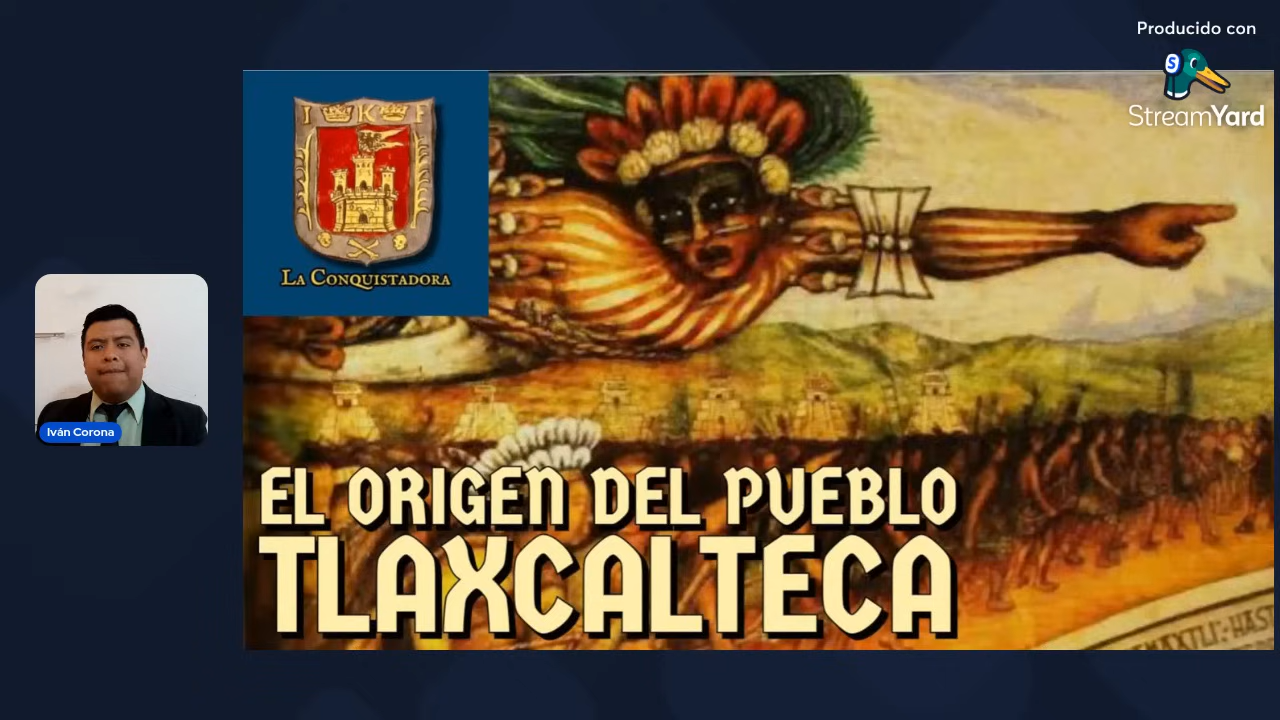 Producido con
StreamYard
I K F
LA CONQUISTADORA
Iván Corona
EL ORIGEN DEL PUEBLO
TLAXCALTECA